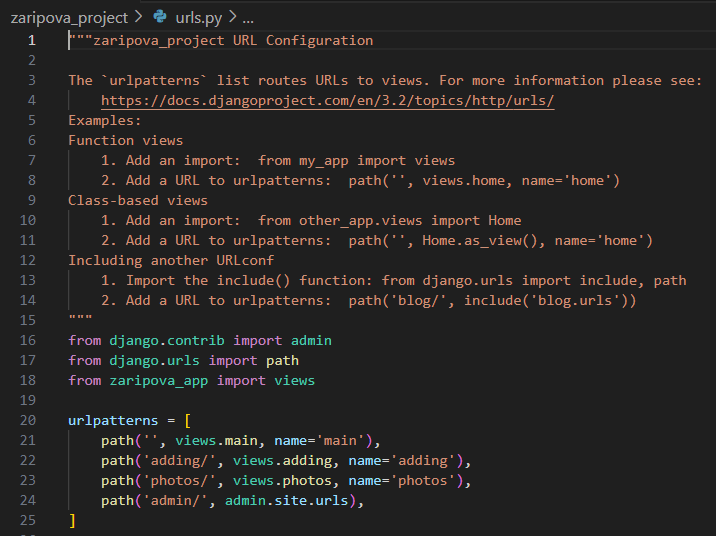 zaripova_project > urls.py > ...
1 """zaripova_project URL Configuration
2
3 The `urlpatterns` list routes URLs to views. For more information please see:
4     https://docs.djangoproject.com/en/3.2/topics/http/urls/
5 Examples:
6 Function views
7     1. Add an import:  from my_app import views
8     2. Add a URL to urlpatterns:  path('', views.home, name='home')
9 Class-based views
10     1. Add an import:  from other_app.views import Home
11     2. Add a URL to urlpatterns:  path('', Home.as_view(), name='home')
12 Including another URLconf
13     1. Import the include() function: from django.urls import include, path
14     2. Add a URL to urlpatterns:  path('blog/', include('blog.urls'))
15 """
16 from django.contrib import admin
17 from django.urls import path
18 from zaripova_app import views
19
20 urlpatterns = [
21     path('', views.main, name='main'),
22     path('adding/', views.adding, name='adding'),
23     path('photos/', views.photos, name='photos'),
24     path('admin/', admin.site.urls),
25 ]